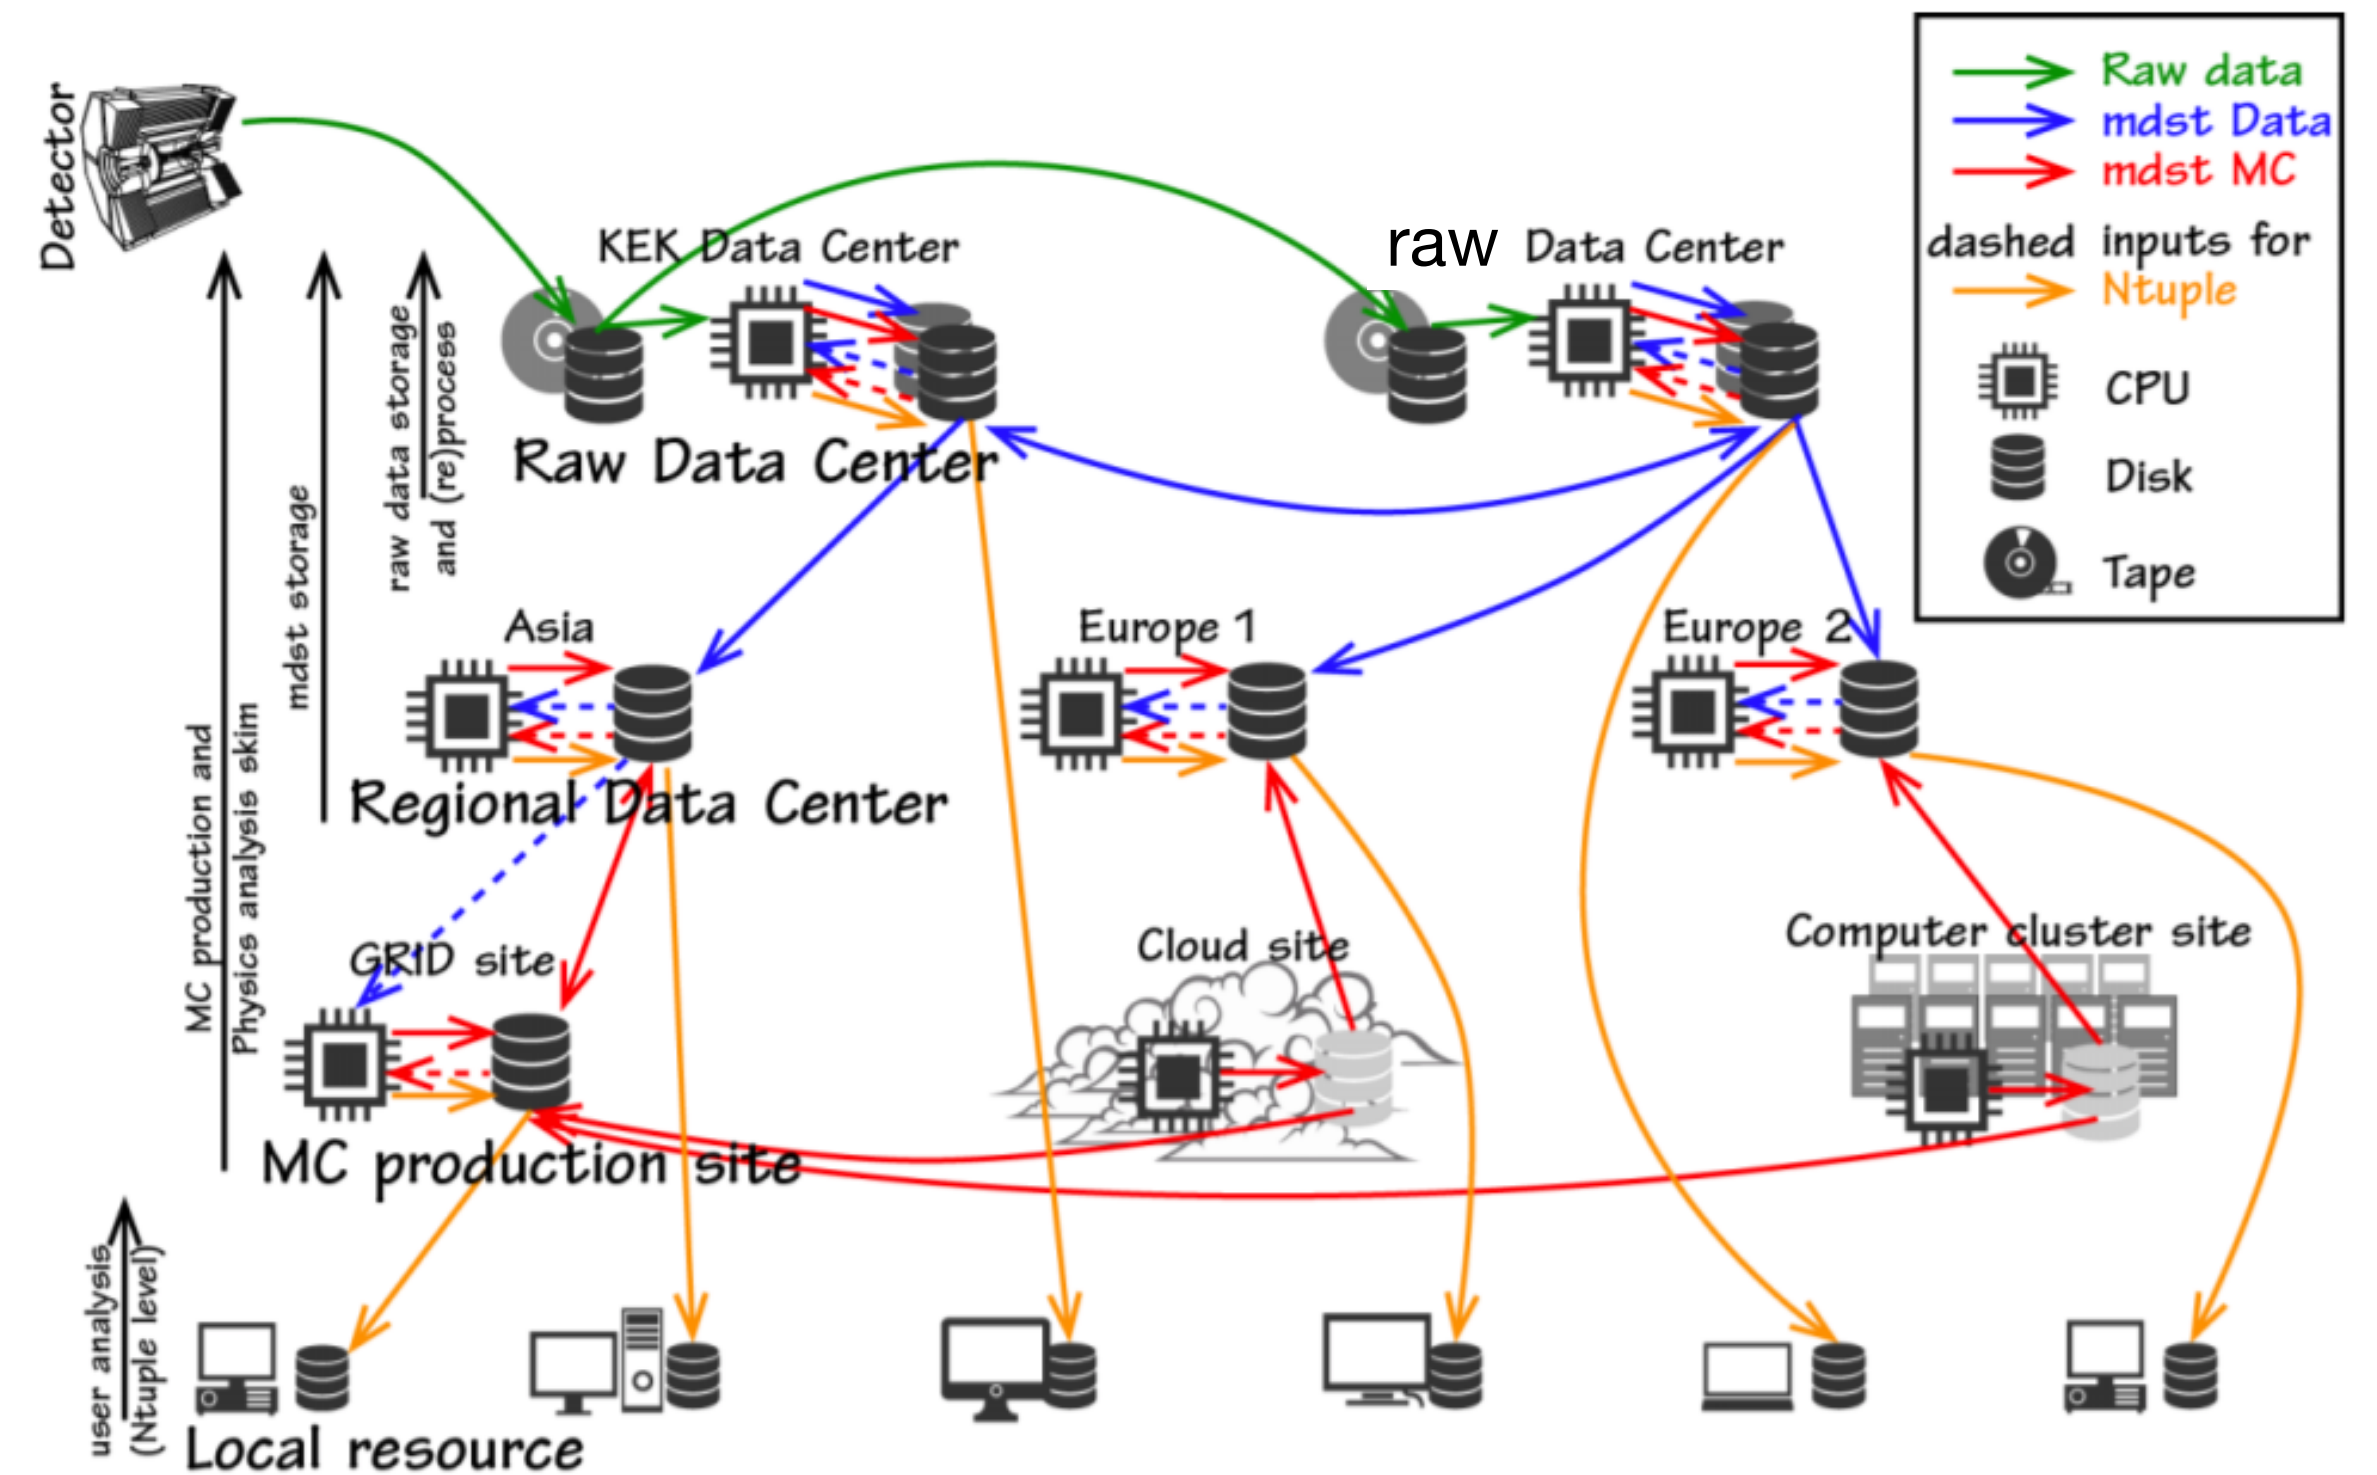 Detector
KEK Data Center
raw Data Center
Raw data
mdst Data
mdst MC
dashed inputs for
Ntuple
CPU
Disk
Tape
Raw Data Center
raw data storage
and (re)process
mdst storage
MC production and
Physics analysis skim
Asia
Europe 1
Europe 2
Regional Data Center
GRID site
Cloud site
Computer cluster site
MC production site
user analysis
(Ntuple level)
Local resource